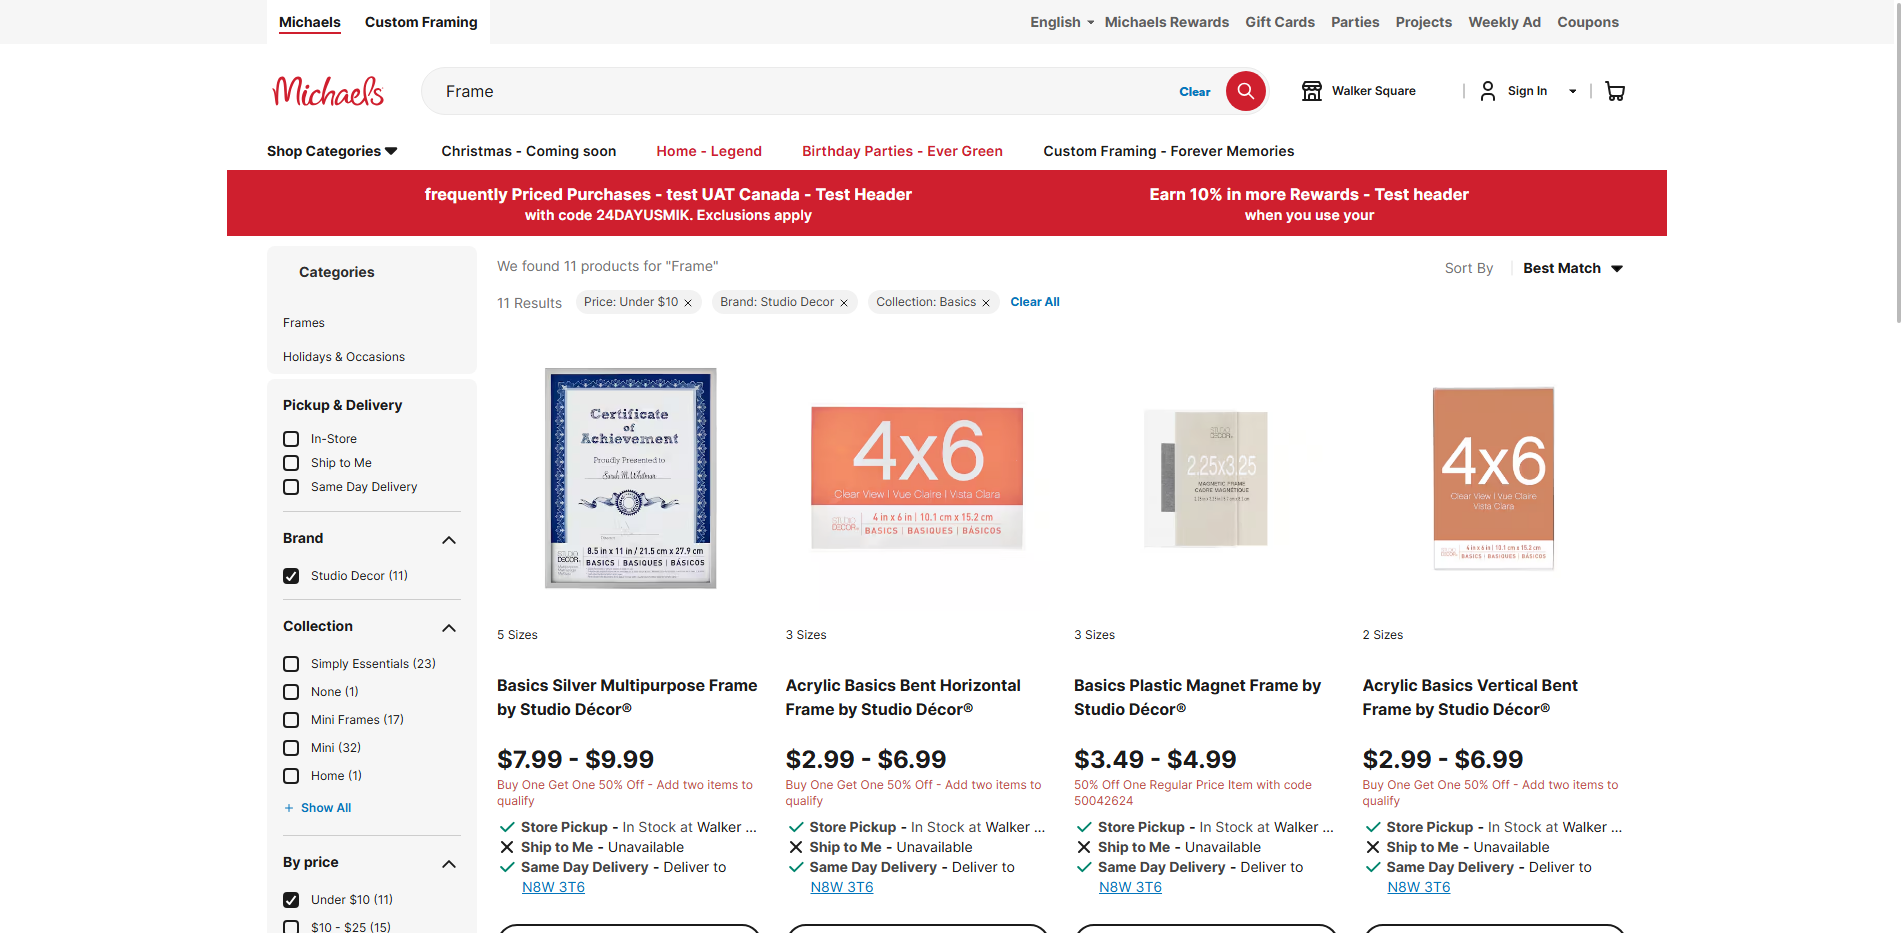 Michaels
Custom Framing
English
Michaels Rewards
Gift Cards
Parties
Projects
Weekly Ad
Coupons
Michaels
Frame
Clear
Walker Square
Sign In
Shop Categories
Christmas - Coming soon
Home - Legend
Birthday Parties - Ever Green
Custom Framing - Forever Memories
frequently Priced Purchases - test UAT Canada - Test Header
with code 24DAYUSMIK. Exclusions apply
Earn 10% in more Rewards - Test header
when you use your
Categories
Frames
Holidays & Occasions
Pickup & Delivery
In-Store
Ship to Me
Same Day Delivery
Brand
Studio Decor (11)
Collection
Simply Essentials (23)
None (1)
Mini Frames (17)
Mini (32)
Home (1)
+ Show All
By price
Under $10 (11)
$10 - $25 (15)
We found 11 products for "Frame"
Sort By
Best Match
11 Results
Price: Under $10
Brand: Studio Decor
Collection: Basics
Clear All
Certificate
of
Achievement
Proudly Presented to
Sarah M. Whitman
STUDIO
DECOR
8.5 in x 11 in / 21.5 cm x 27.9 cm
BASICS | BASIQUES | BÁSICOS
5 Sizes
Basics Silver Multipurpose Frame
by Studio Décor®
$7.99 - $9.99
Buy One Get One 50% Off - Add two items to
qualify
Store Pickup - In Stock at Walker ...
Ship to Me - Unavailable
Same Day Delivery - Deliver to
N8W 3T6
4x6
Clear View | Vue Claire | Vista Clara
STUDIO
DECOR
4 in x 6 in | 10.1 cm x 15.2 cm
BASICS | BASIQUES | BÁSICOS
3 Sizes
Acrylic Basics Bent Horizontal
Frame by Studio Décor®
$2.99 - $6.99
Buy One Get One 50% Off - Add two items to
qualify
Store Pickup - In Stock at Walker ...
Ship to Me - Unavailable
Same Day Delivery - Deliver to
N8W 3T6
STUDIO
DECOR
2.25x3.25
MAGNETIC FRAME
CADRE MAGNÉTIQUE
3 Sizes
Basics Plastic Magnet Frame by
Studio Décor®
$3.49 - $4.99
50% Off One Regular Price Item with code
50042624
Store Pickup - In Stock at Walker ...
Ship to Me - Unavailable
Same Day Delivery - Deliver to
N8W 3T6
4x6
Clear View | Vue Claire
Vista Clara
STUDIO
DECOR
4 in x 6 in | 10.1 cm x 15.2 cm
BASICS | BASIQUES | BÁSICOS
2 Sizes
Acrylic Basics Vertical Bent
Frame by Studio Décor®
$2.99 - $6.99
Buy One Get One 50% Off - Add two items to
qualify
Store Pickup - In Stock at Walker ...
Ship to Me - Unavailable
Same Day Delivery - Deliver to
N8W 3T6